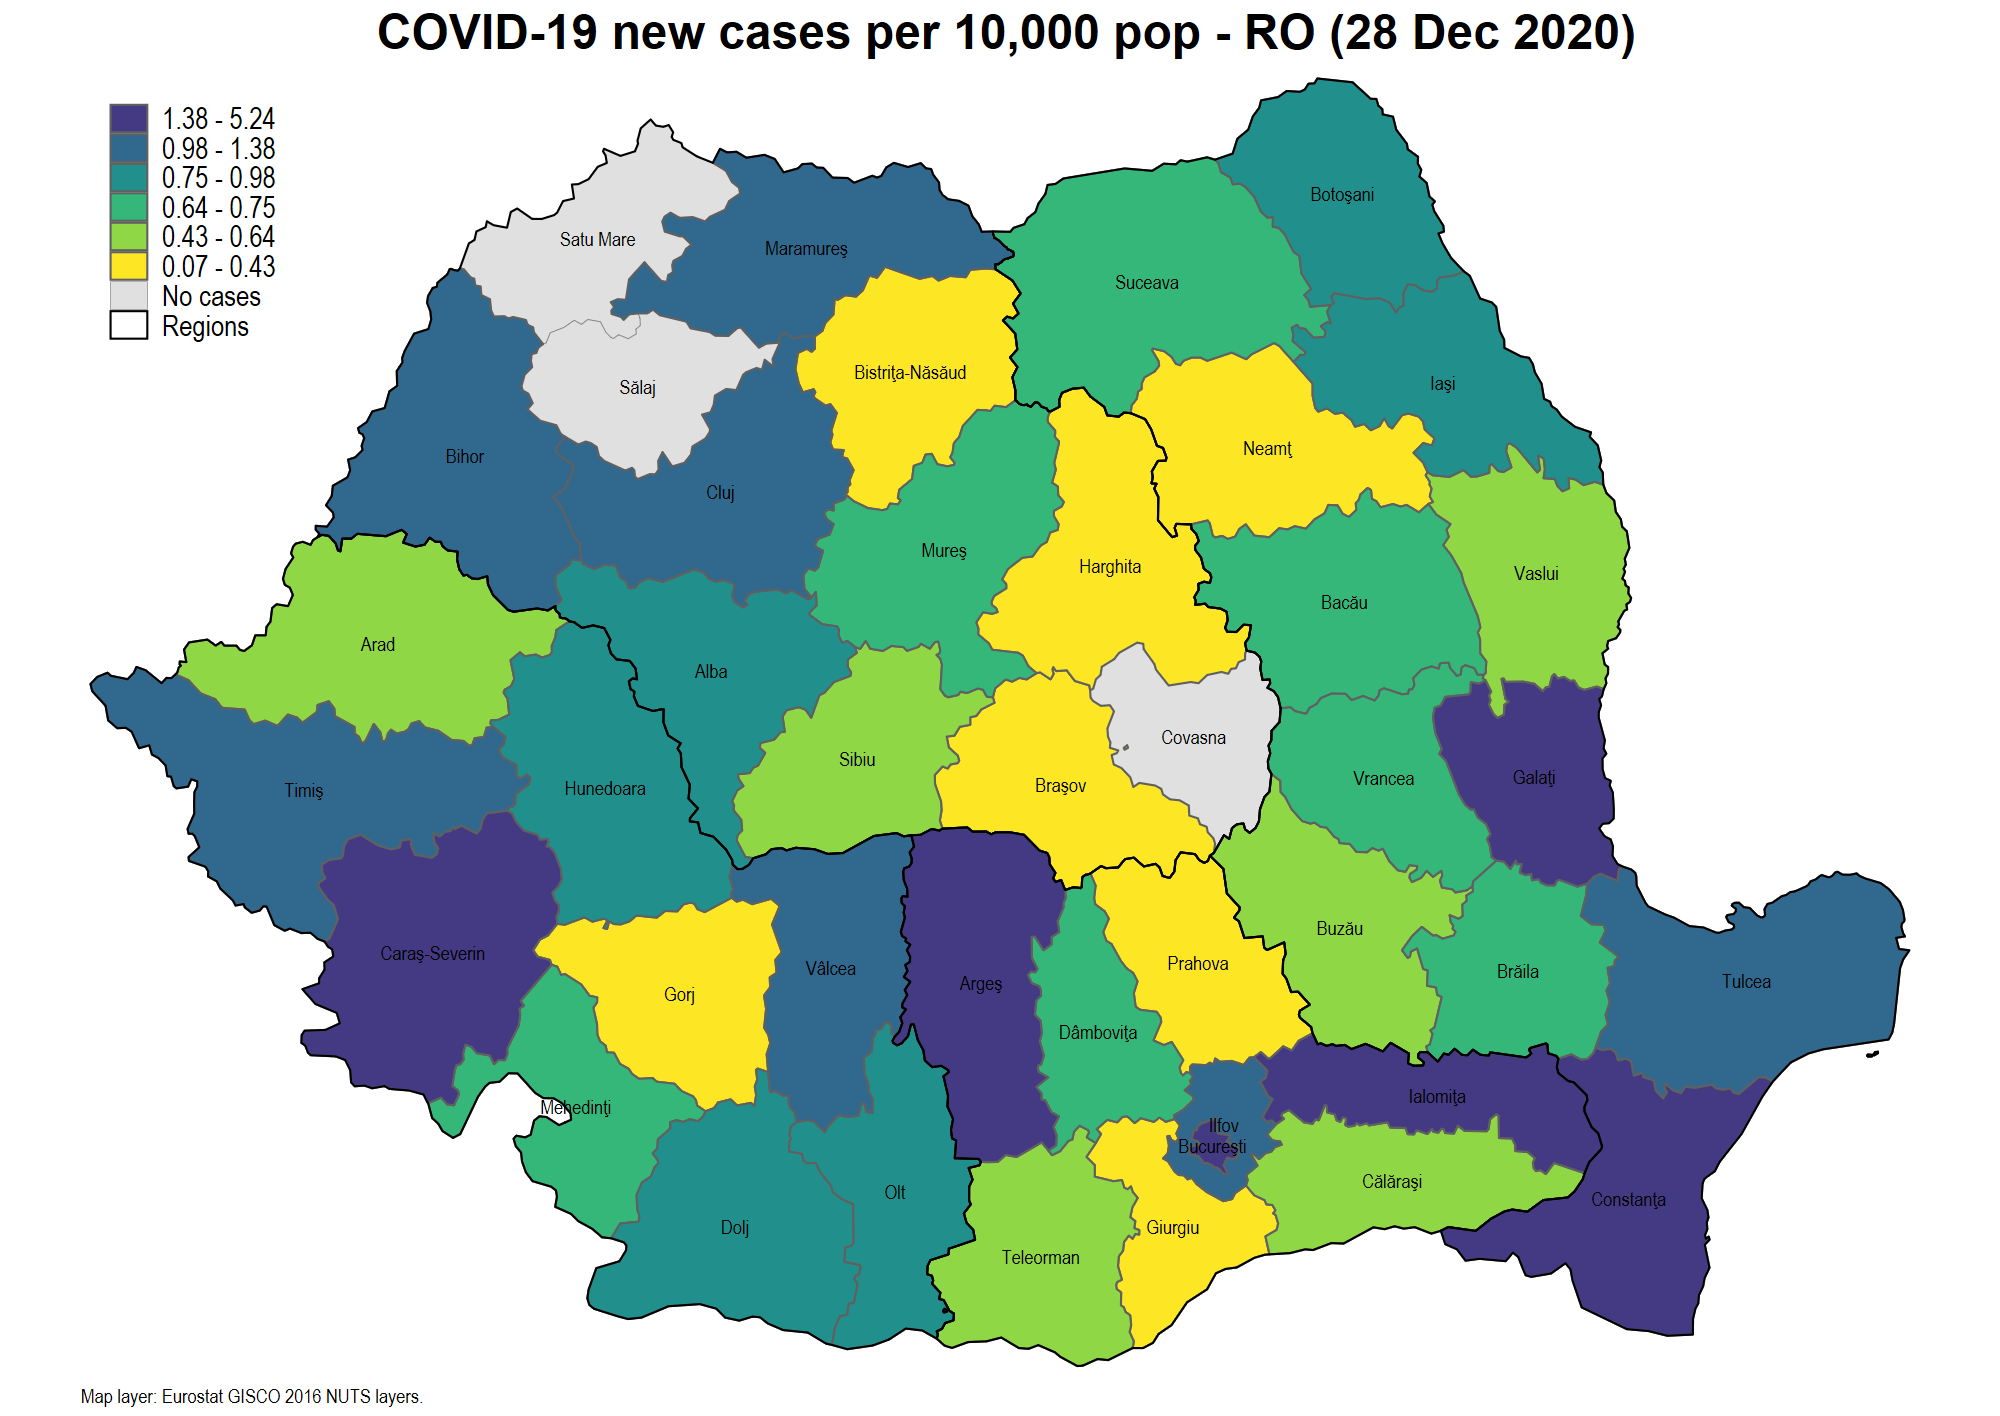 COVID-19 new cases per 10,000 pop - RO (28 Dec 2020)
1.38 - 5.24
0.98 - 1.38
0.75 - 0.98
0.64 - 0.75
0.43 - 0.64
0.07 - 0.43
No cases
Regions
Botoşani
Satu Mare
Maramureş
Suceava
Bistriţa-Năsăud
Iaşi
Sălaj
Neamţ
Bihor
Cluj
Mureş
Harghita
Vaslui
Bacău
Arad
Alba
Covasna
Sibiu
Vrancea
Galaţi
Braşov
Hunedoara
Timiş
Buzău
Caraş-Severin
Prahova
Vâlcea
Brăila
Tulcea
Argeş
Gorj
Dâmboviţa
Ialomiţa
Mehedinţi
Ilfov
Bucureşti
Călăraşi
Olt
Constanţa
Dolj
Giurgiu
Teleorman
Map layer: Eurostat GISCO 2016 NUTS layers.